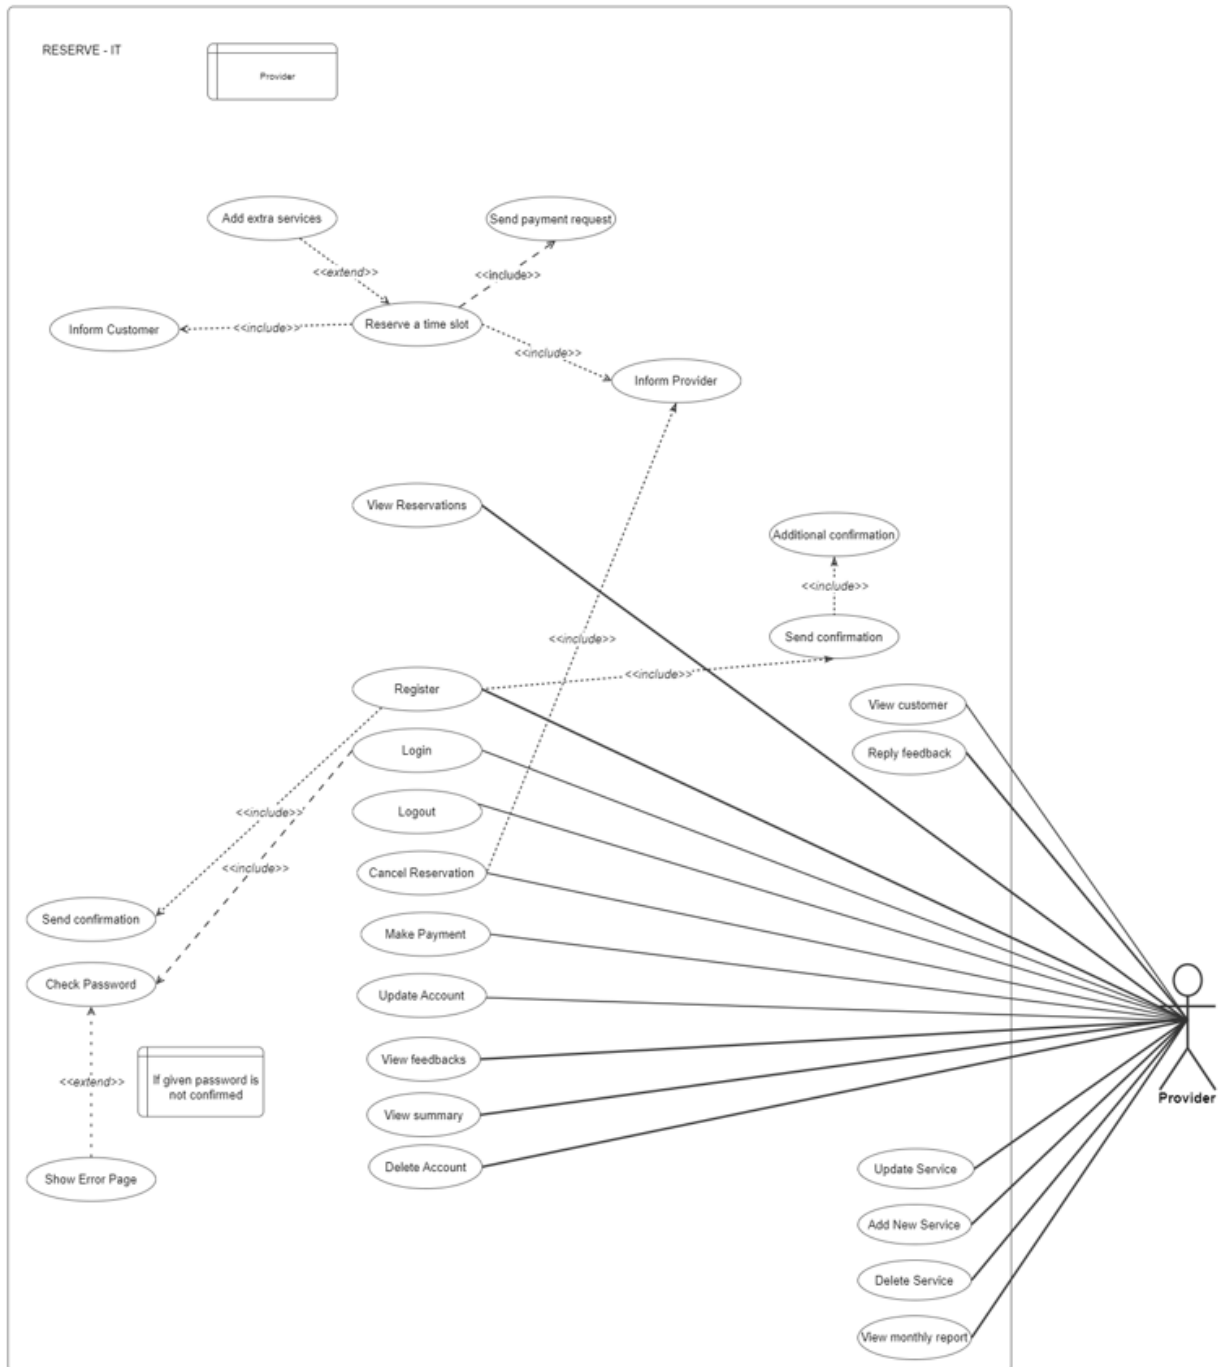 RESERVE - IT
Provider
Add extra services
Send payment request
<<extend>>
<<include>>
Inform Customer
<<include>>
Reserve a time slot
<<include>>
Inform Provider
View Reservations
Additional confirmation
<<include>>
Send confirmation
<<include>>
<<include>>
Register
View customer
Login
Reply feedback
<<include>>
Logout
<<include>>
Cancel Reservation
Send confirmation
Make Payment
Check Password
Update Account
View feedbacks
<<extend>>
If given password is
not confirmed
Provider
View summary
Delete Account
Update Service
Show Error Page
Add New Service
Delete Service
View monthly report